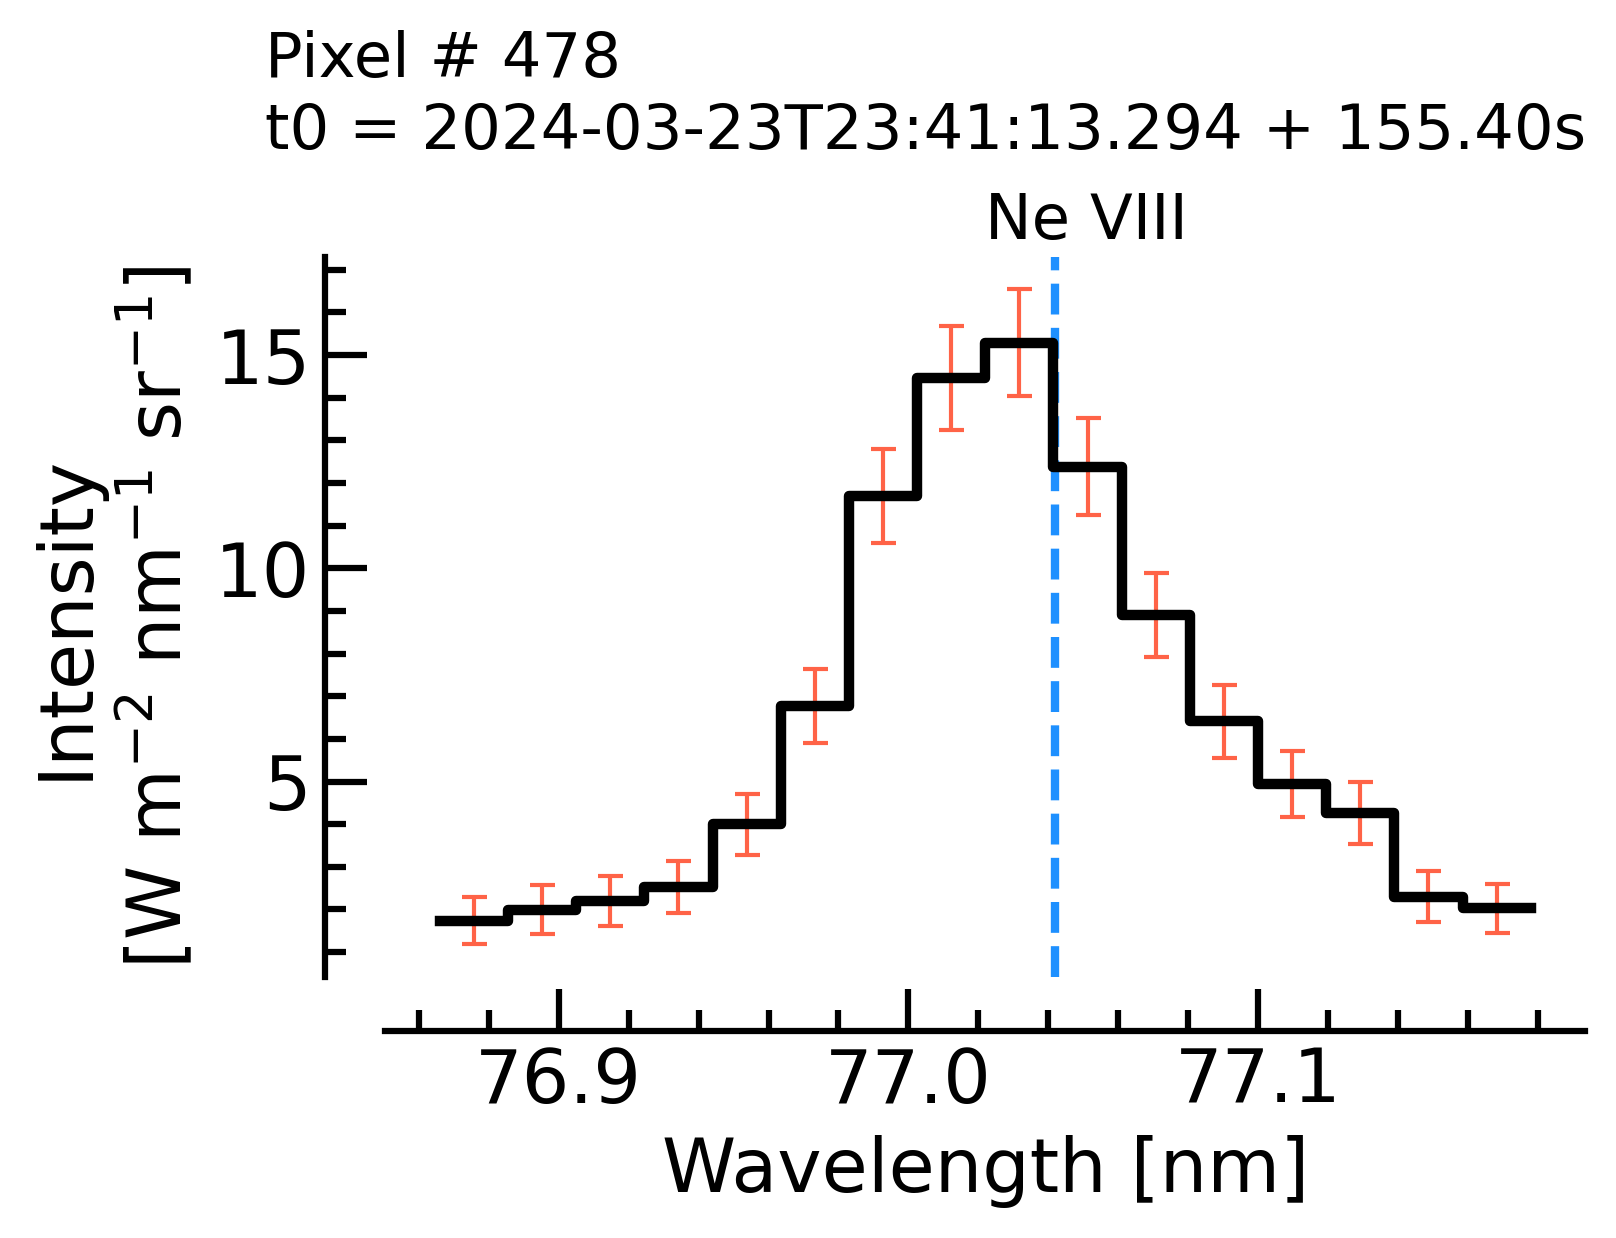 Pixel # 478
t0 = 2024-03-23T23:41:13.294 + 155.40s
Ne VIII
Intensity
[W m⁻² nm⁻¹ sr⁻¹]
15
10
5
76.9 77.0 77.1
Wavelength [nm]